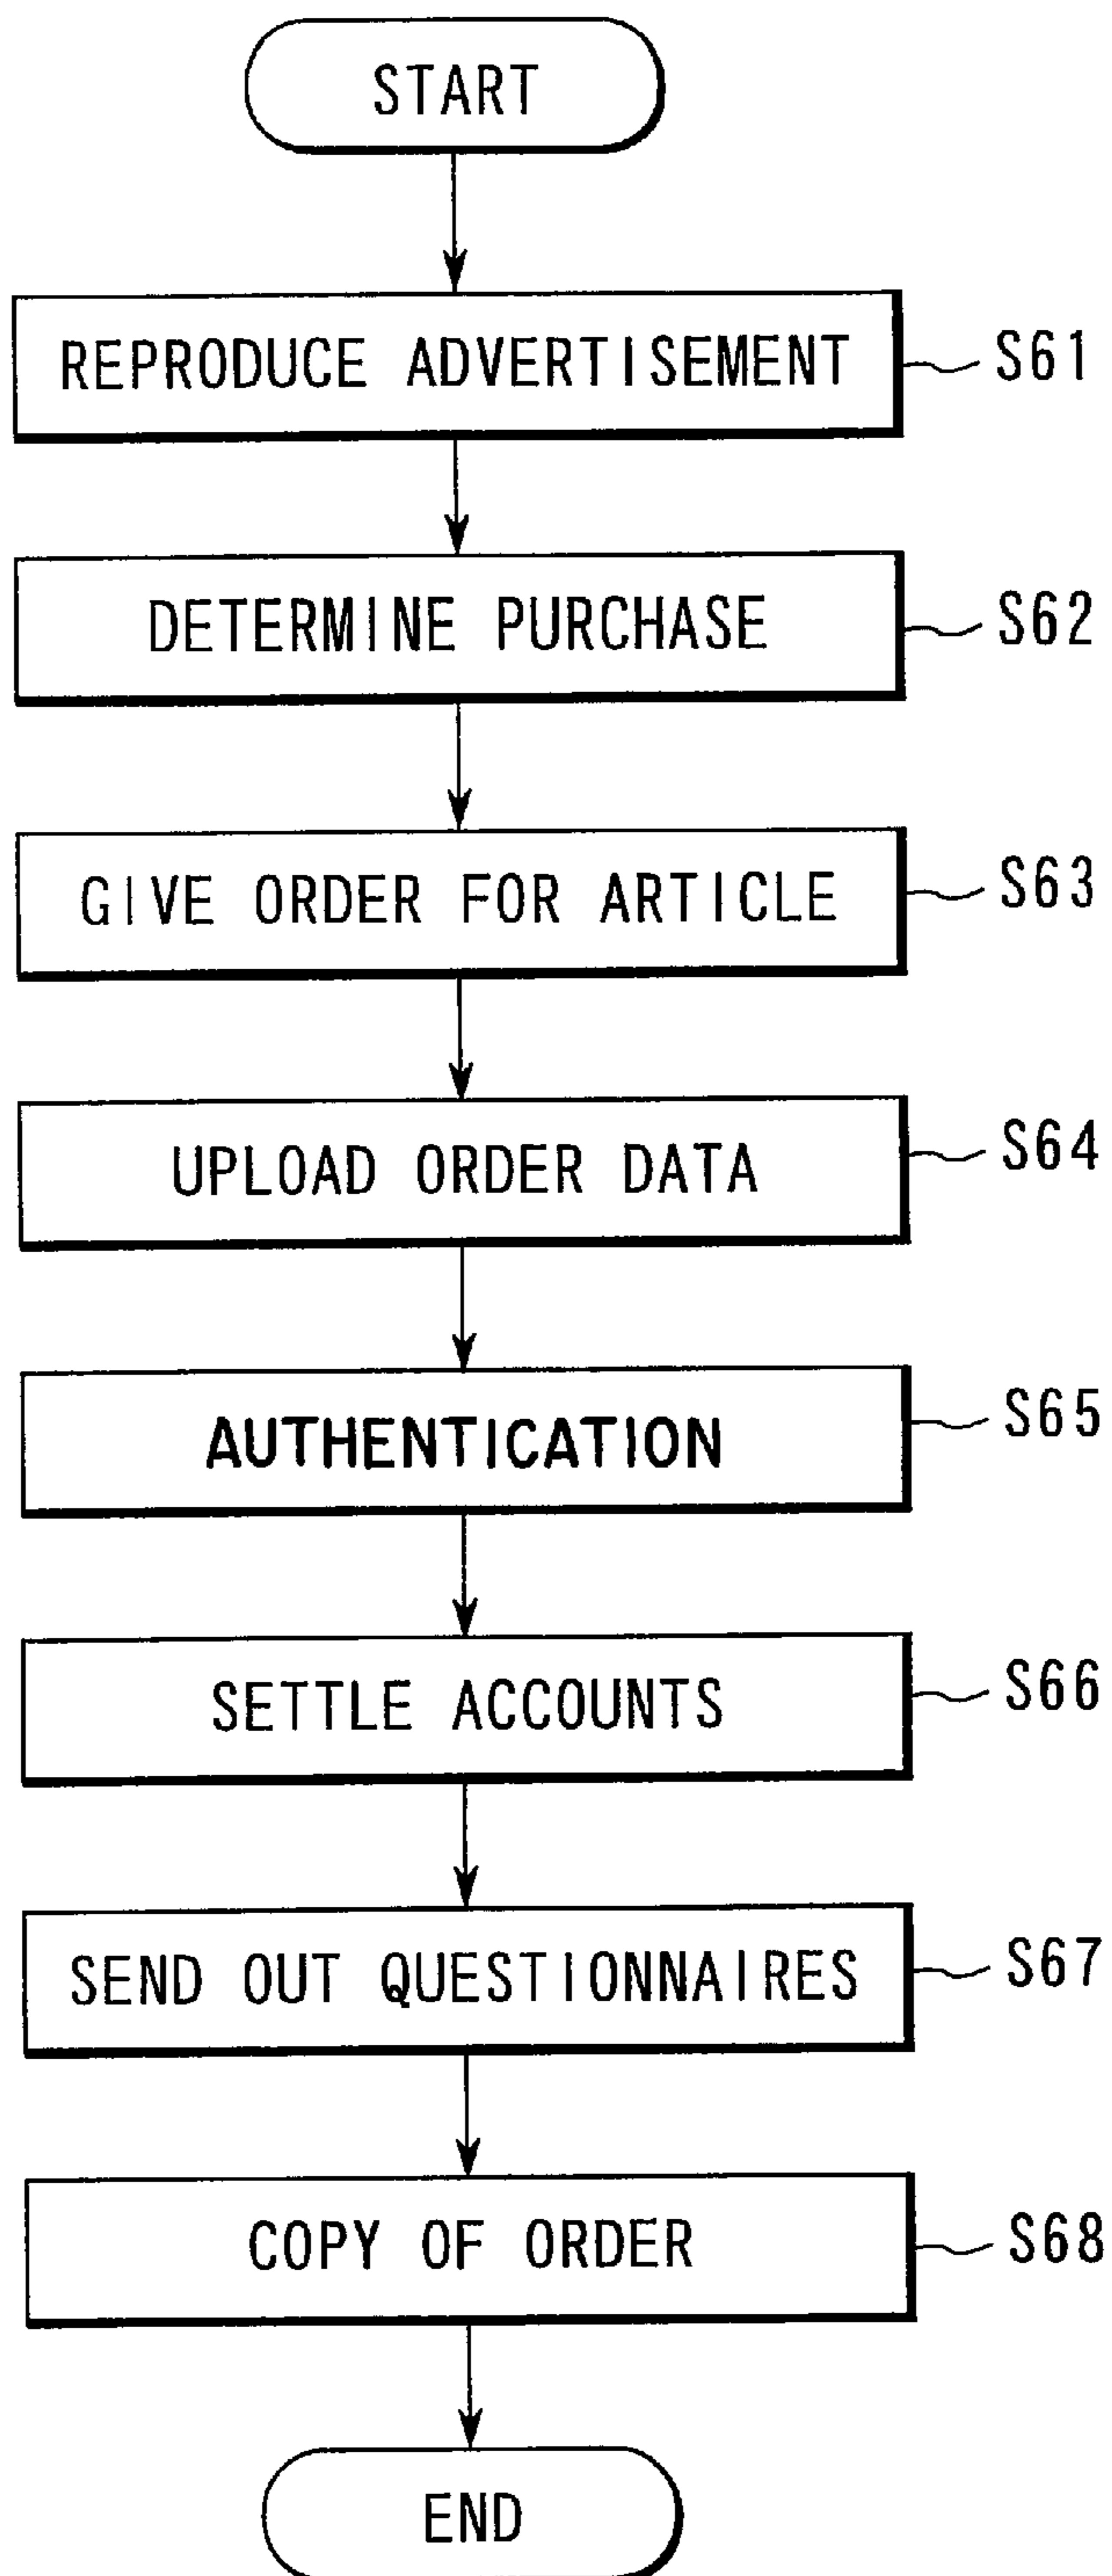 START
REPRODUCE ADVERTISEMENT S61
DETERMINE PURCHASE S62
GIVE ORDER FOR ARTICLE S63
UPLOAD ORDER DATA S64
AUTHENTICATION S65
SETTLE ACCOUNTS S66
SEND OUT QUESTIONNAIRES S67
COPY OF ORDER S68
END